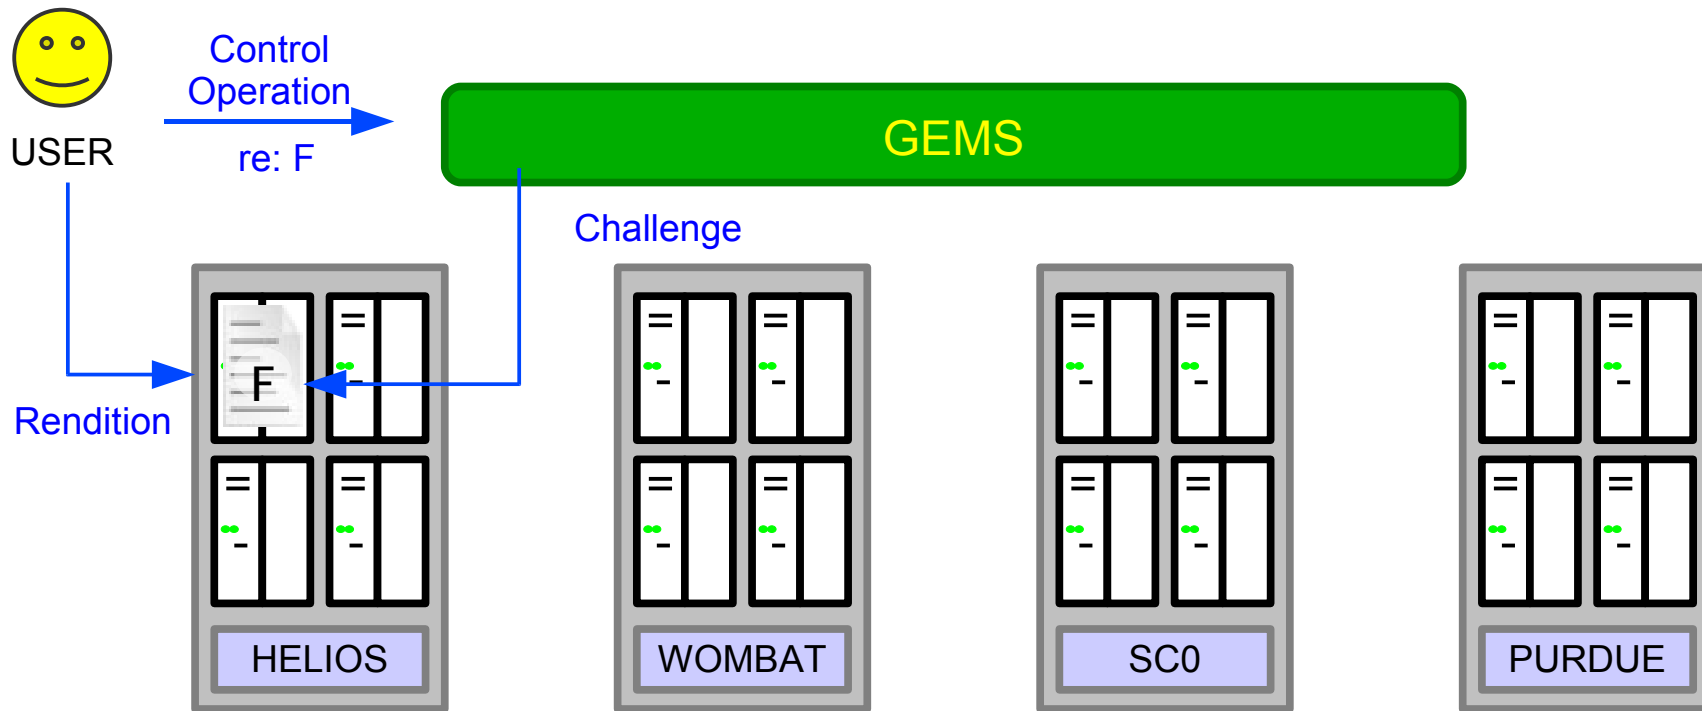 Control
Operation
USER
re: F
GEMS
Challenge
F
Rendition
HELIOS
WOMBAT
SC0
PURDUE